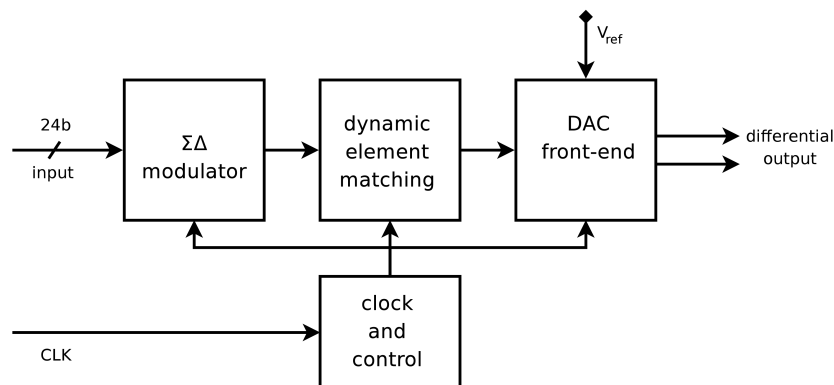 V_ref
24b
input
ΣΔ
modulator
dynamic
element
matching
DAC
front-end
differential
output
clock
and
control
CLK